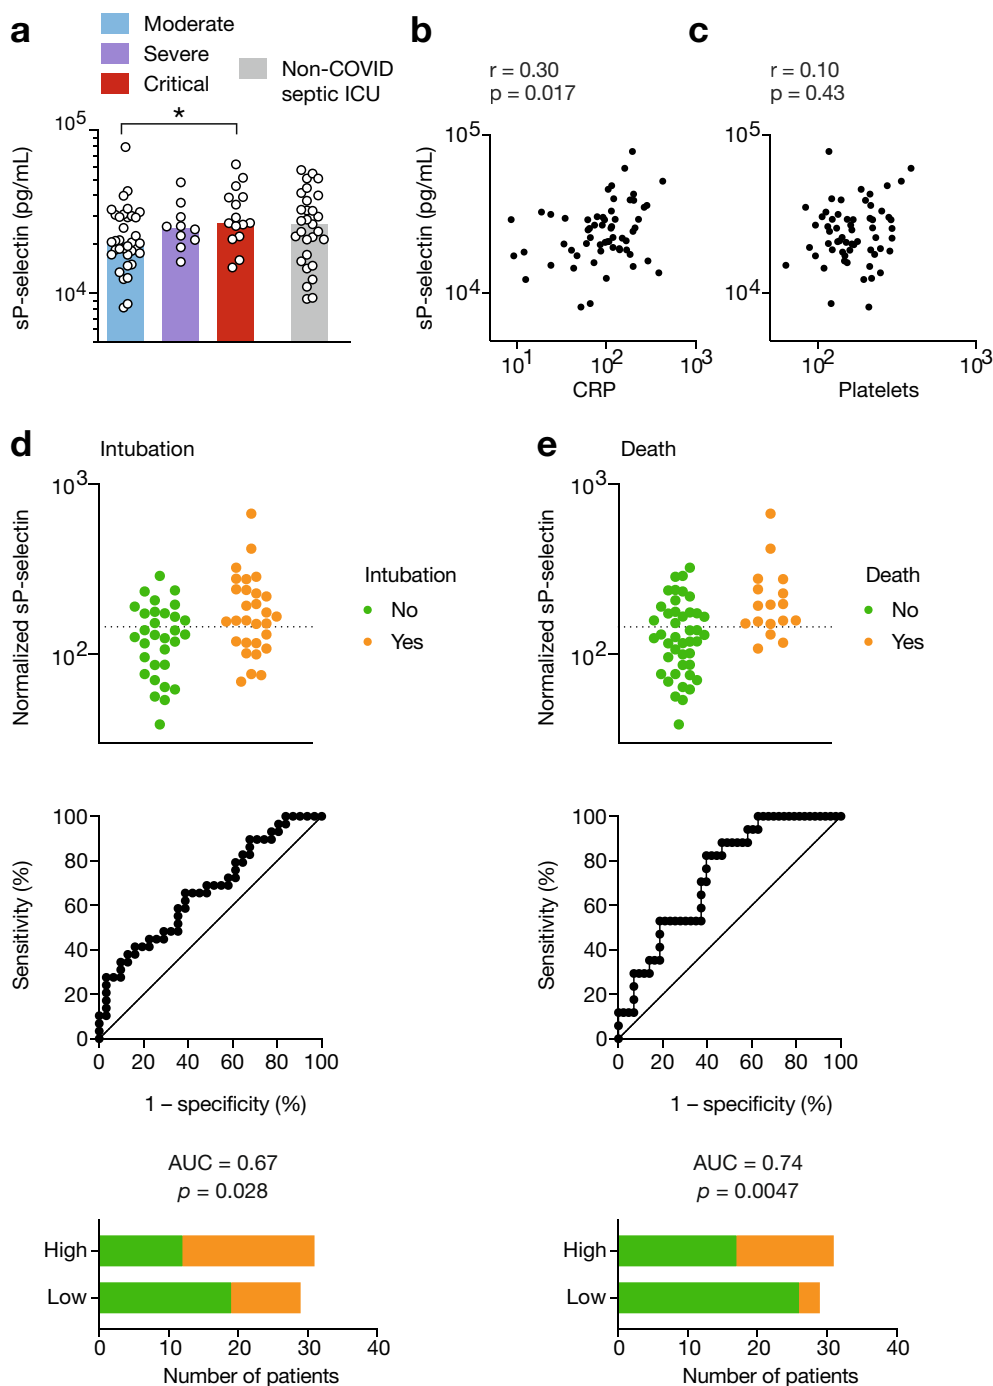 a
Moderate
Severe
Critical
Non-COVID
septic ICU
*
10^5
10^4
sP-selectin (pg/mL)
b
r = 0.30
p = 0.017
10^5
10^4
sP-selectin (pg/mL)
10^1
10^2
10^3
CRP
c
r = 0.10
p = 0.43
10^5
10^4
10^2
10^3
Platelets
d
Intubation
10^3
10^2
Normalized sP-selectin
Intubation
No
Yes
100
80
60
40
20
0
Sensitivity (%)
0 20 40 60 80 100
1 – specificity (%)
AUC = 0.67
p = 0.028
High
Low
0 10 20 30 40
Number of patients
e
Death
10^3
10^2
Normalized sP-selectin
Death
No
Yes
100
80
60
40
20
0
Sensitivity (%)
0 20 40 60 80 100
1 – specificity (%)
AUC = 0.74
p = 0.0047
High
Low
0 10 20 30 40
Number of patients